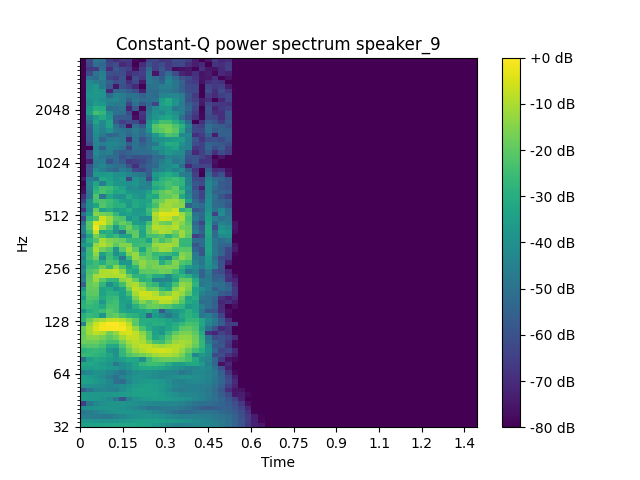 Constant-Q power spectrum speaker_9
+0 dB
2048
-10 dB
1024
-20 dB
512
-30 dB
Hz
-40 dB
256
-50 dB
128
-60 dB
64
-70 dB
32
-80 dB
0 0.15 0.3 0.45 0.6 0.75 0.9 1.1 1.2 1.4
Time